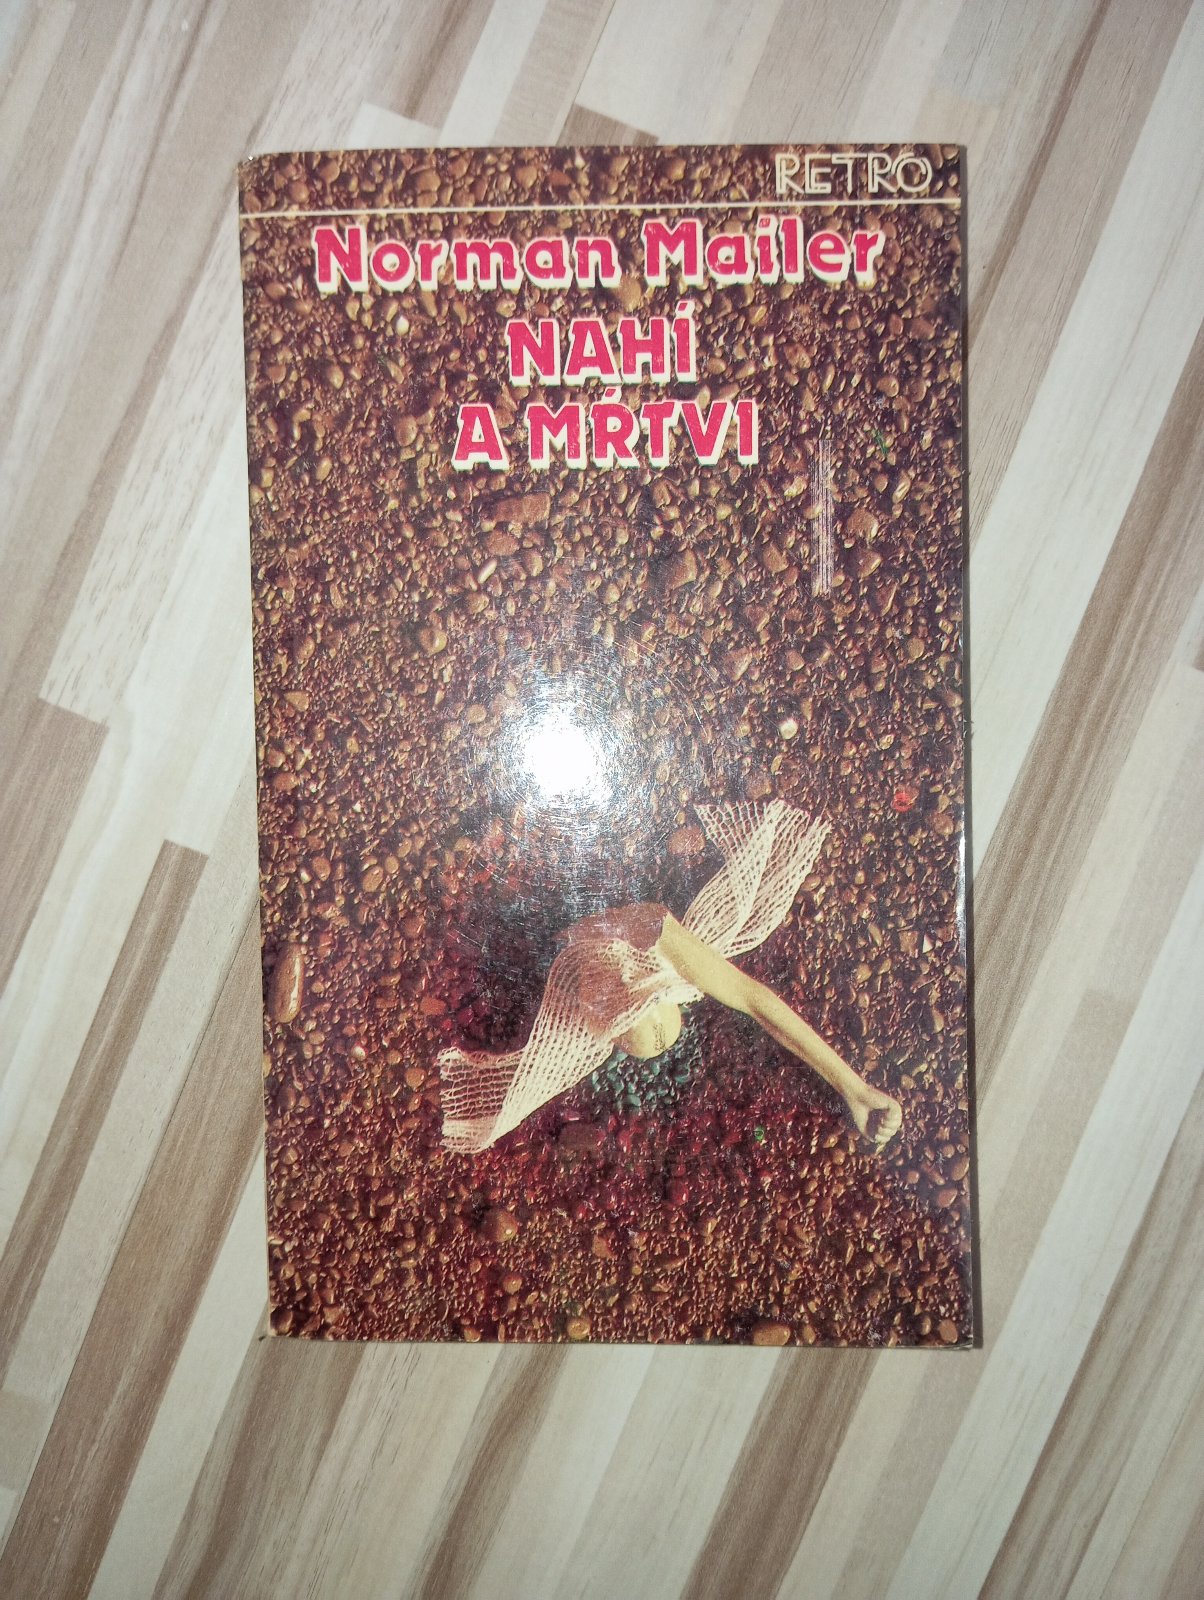 RETRO
Norman Mailer
NAHÍ
A MŔTVI